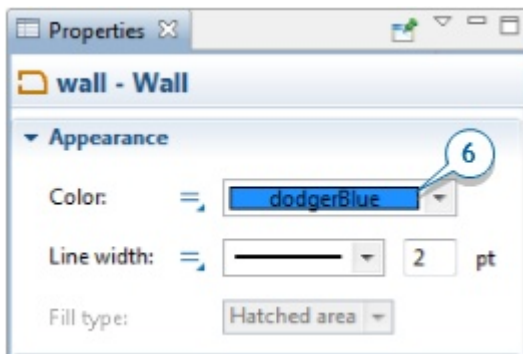 Properties
wall - Wall
Appearance
6
Color: dodgerBlue
Line width: 2 pt
Fill type: Hatched area